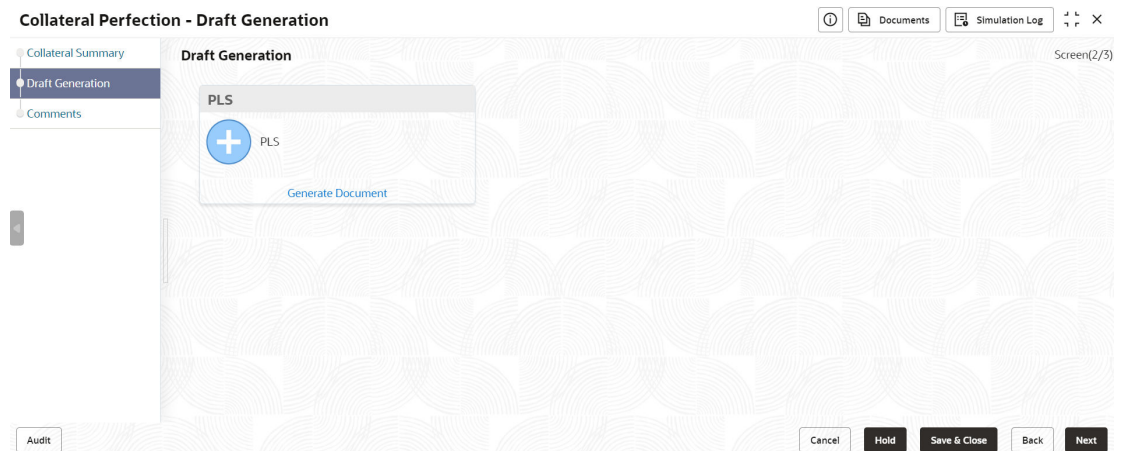 Collateral Perfection - Draft Generation
Documents
Simulation Log
Collateral Summary
Draft Generation
Comments
Draft Generation
Screen(2/3)
PLS
PLS
Generate Document
Audit
Cancel
Hold
Save & Close
Back
Next